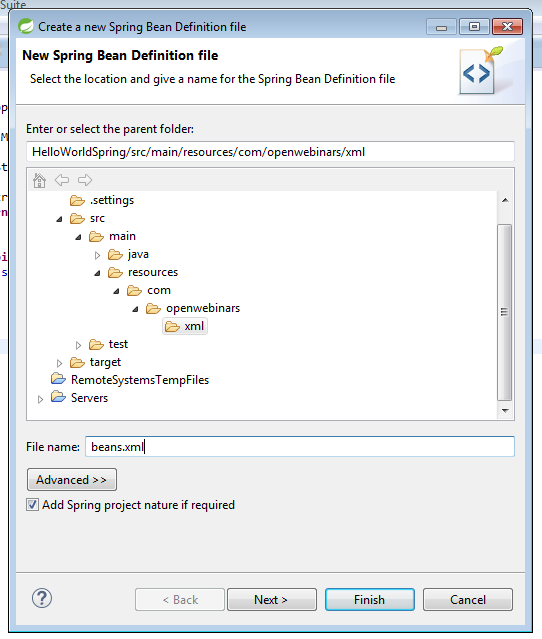 Suite
Create a new Spring Bean Definition file
New Spring Bean Definition file
Select the location and give a name for the Spring Bean Definition file
Enter or select the parent folder:
HelloWorldSpring/src/main/resources/com/openwebinars/xml
.settings
src
main
java
resources
com
openwebinars
xml
test
target
RemoteSystemsTempFiles
Servers
File name: beans.xml
Advanced >>
Add Spring project nature if required
? < Back Next > Finish Cancel